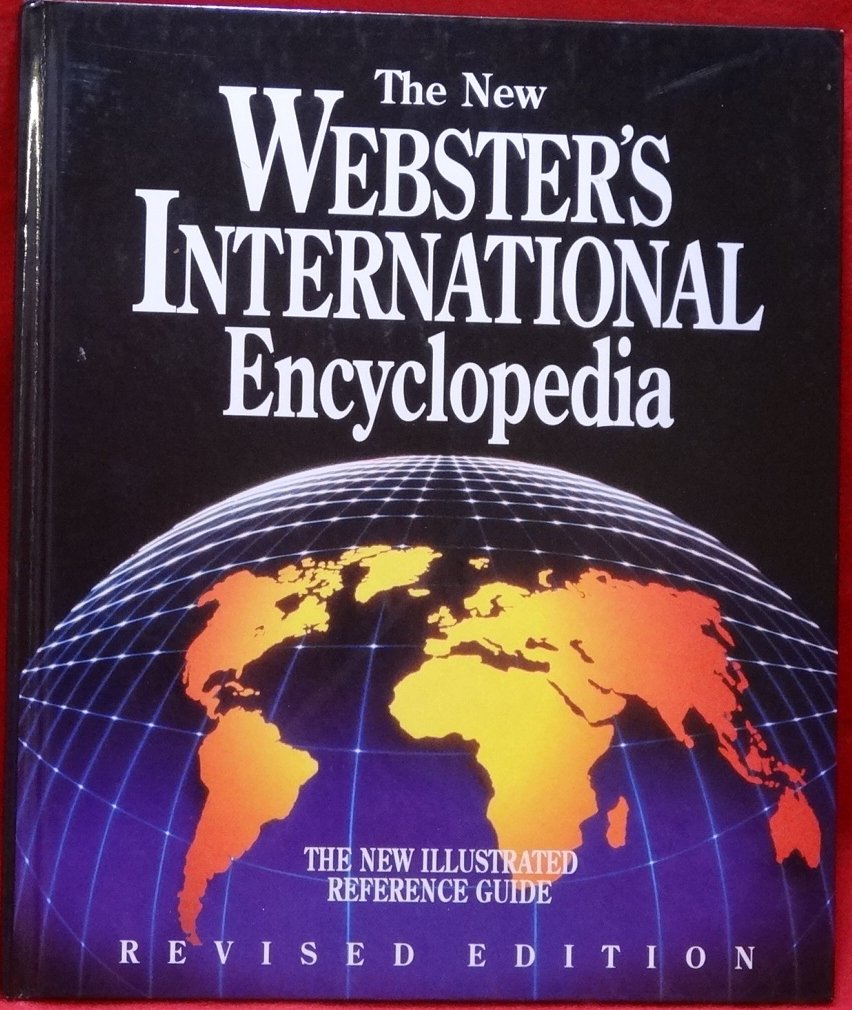 The New
WEBSTER'S
INTERNATIONAL
Encyclopedia
THE NEW ILLUSTRATED
REFERENCE GUIDE
REVISED EDITION